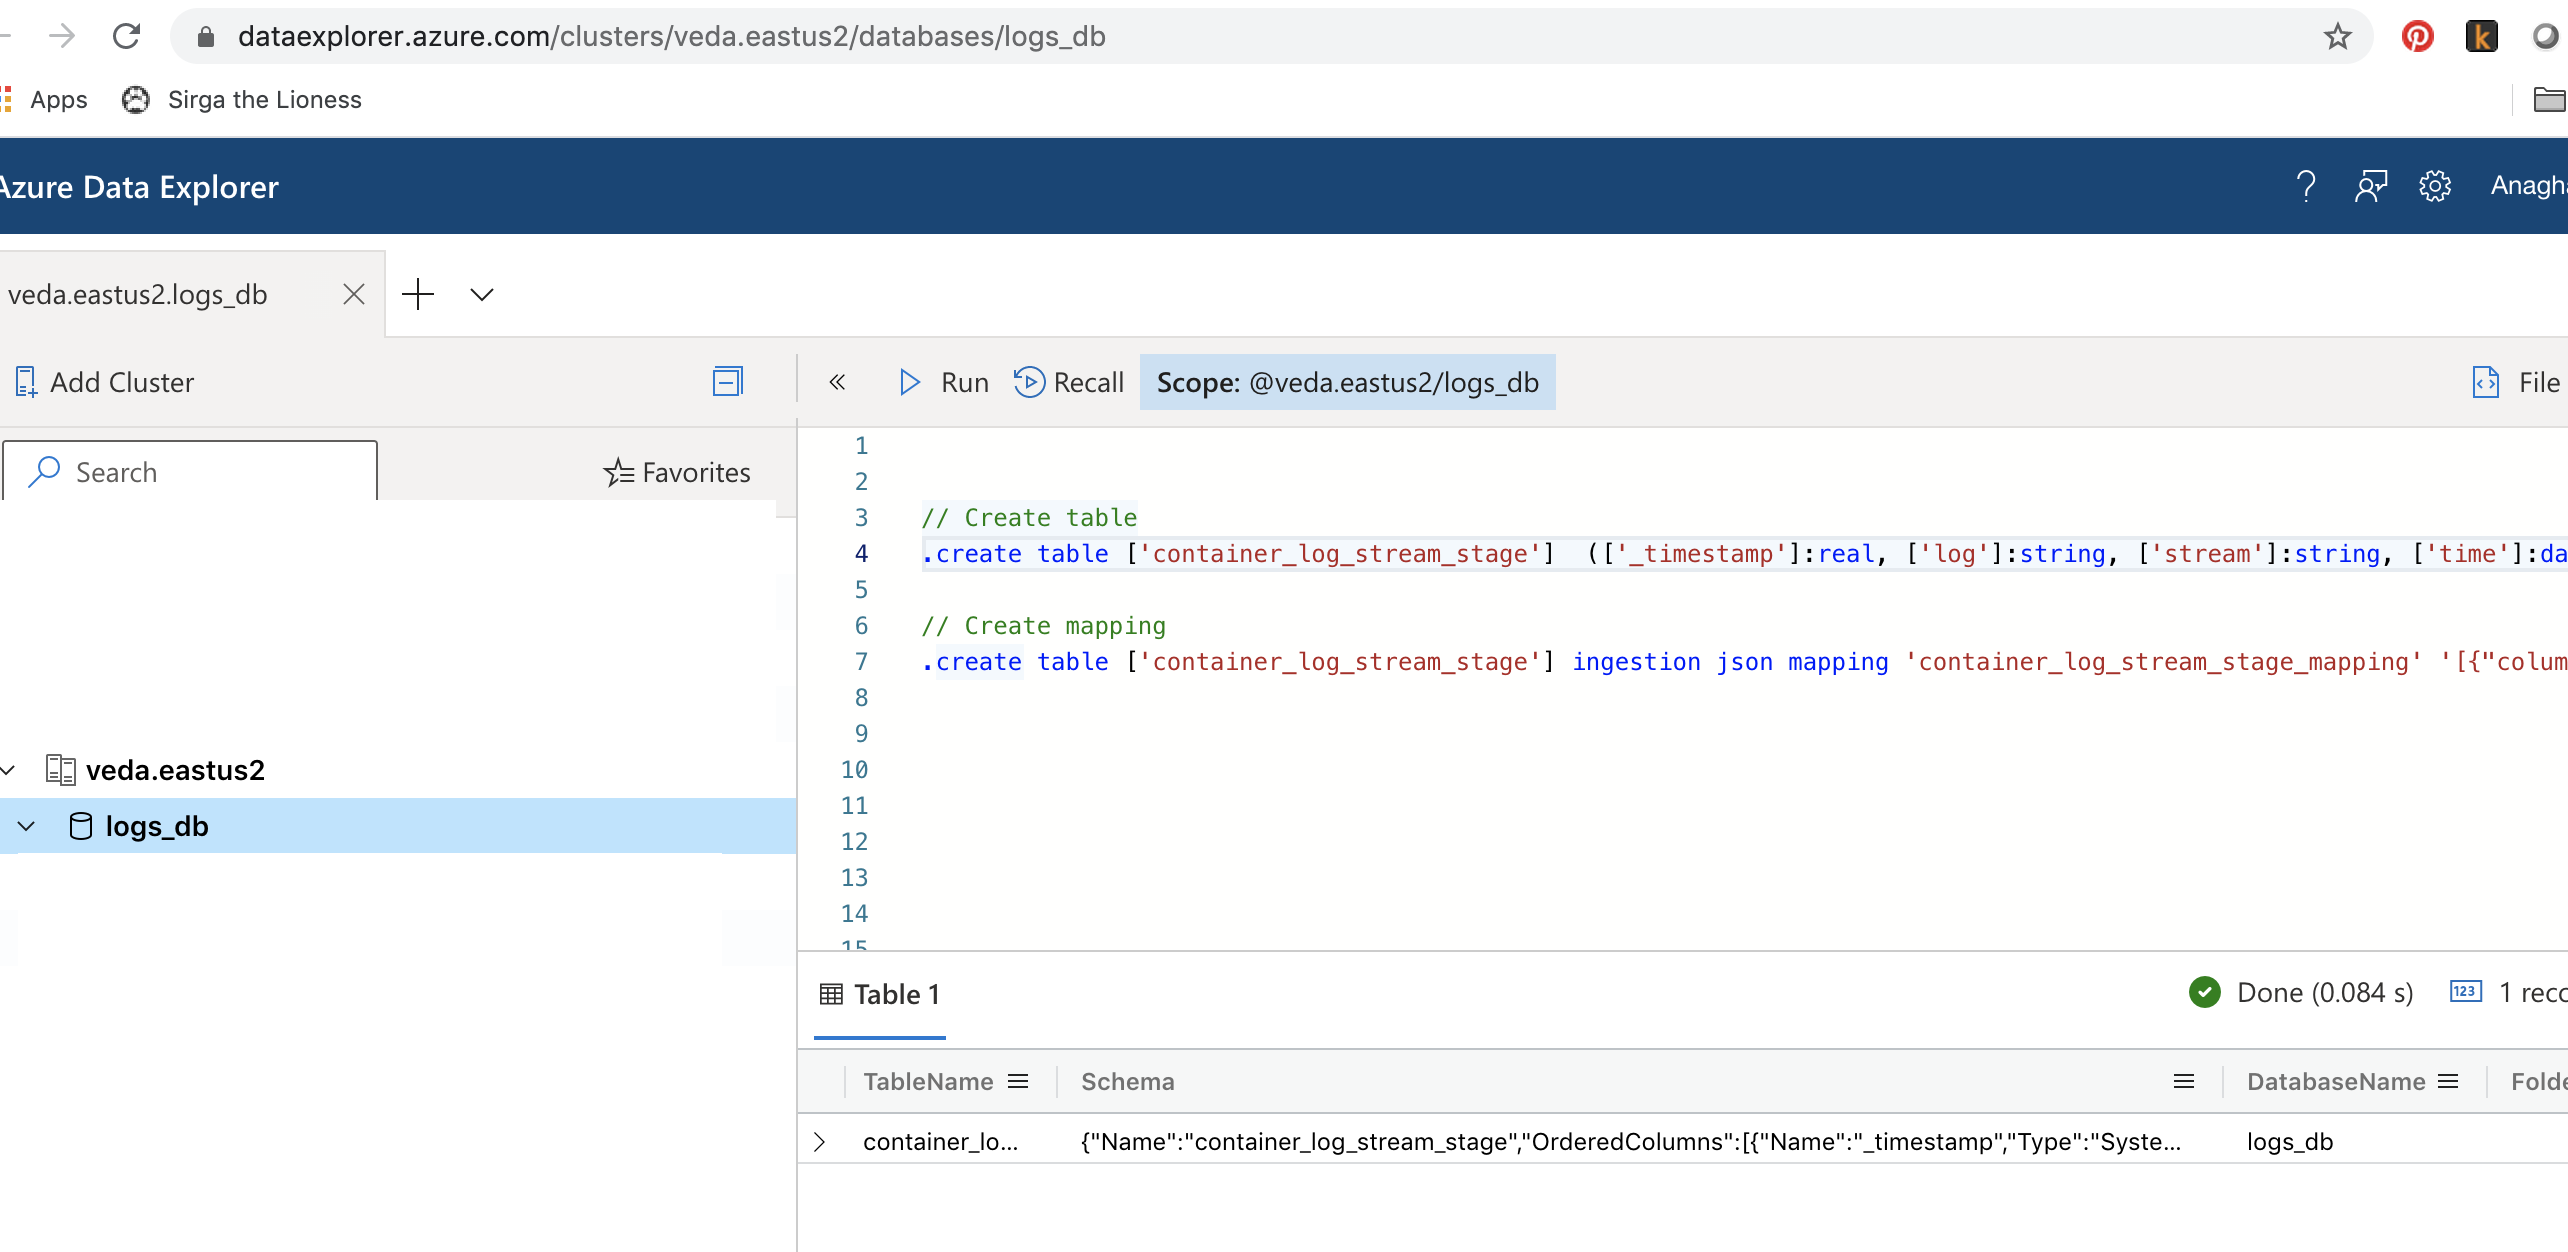 dataexplorer.azure.com/clusters/veda.eastus2/databases/logs_db
Apps Sirga the Lioness
Azure Data Explorer
Anagha
veda.eastus2.logs_db
Add Cluster
Run Recall Scope: @veda.eastus2/logs_db File
Search Favorites
veda.eastus2
logs_db
1
2
3 // Create table
4 .create table ['container_log_stream_stage']  (['_timestamp']:real, ['log']:string, ['stream']:string, ['time']:da
5
6 // Create mapping
7 .create table ['container_log_stream_stage'] ingestion json mapping 'container_log_stream_stage_mapping' '[{"colum
8
9
10
11
12
13
14
15
Table 1 Done (0.084 s) 123 1 reco
TableName Schema DatabaseName Folde
container_lo... {"Name":"container_log_stream_stage","OrderedColumns":[{"Name":"_timestamp","Type":"Syste... logs_db